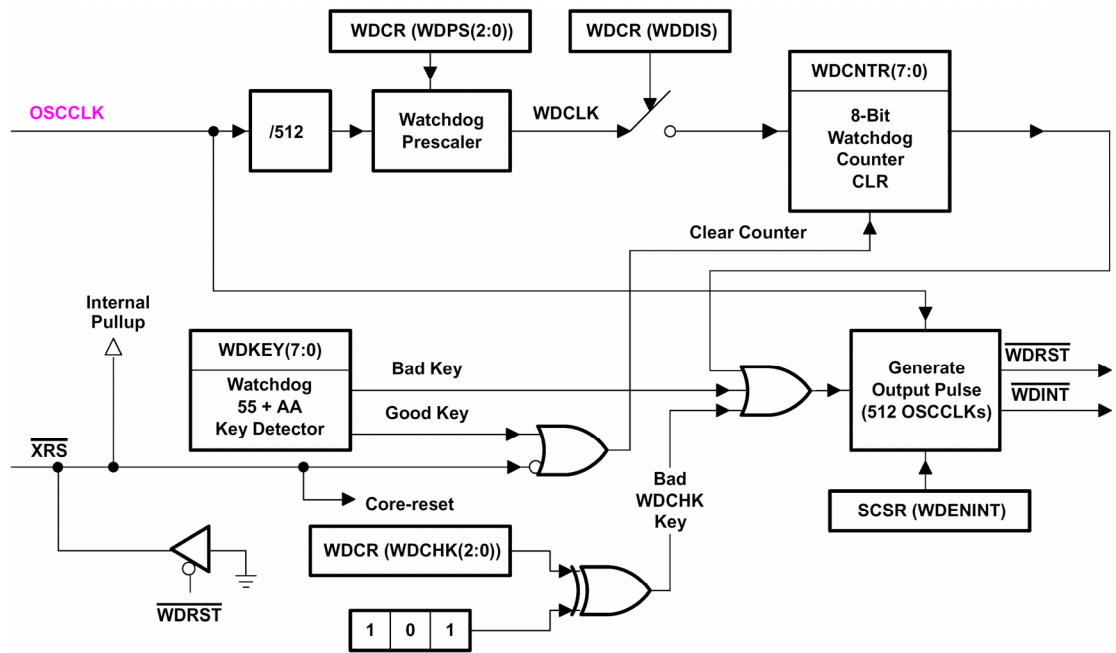 WDCR (WDPS(2:0))
WDCR (WDDIS)
WDCNTR(7:0)
OSCCLK
/512
Watchdog
Prescaler
WDCLK
8-Bit
Watchdog
Counter
CLR
Clear Counter
Internal
Pullup
WDKEY(7:0)
Watchdog
55 + AA
Key Detector
Bad Key
Good Key
Generate
Output Pulse
(512 OSCCLKs)
WDRST
WDINT
XRS
Core-reset
Bad
WDCHK
Key
SCSR (WDENINT)
WDCR (WDCHK(2:0))
WDRST
1 0 1